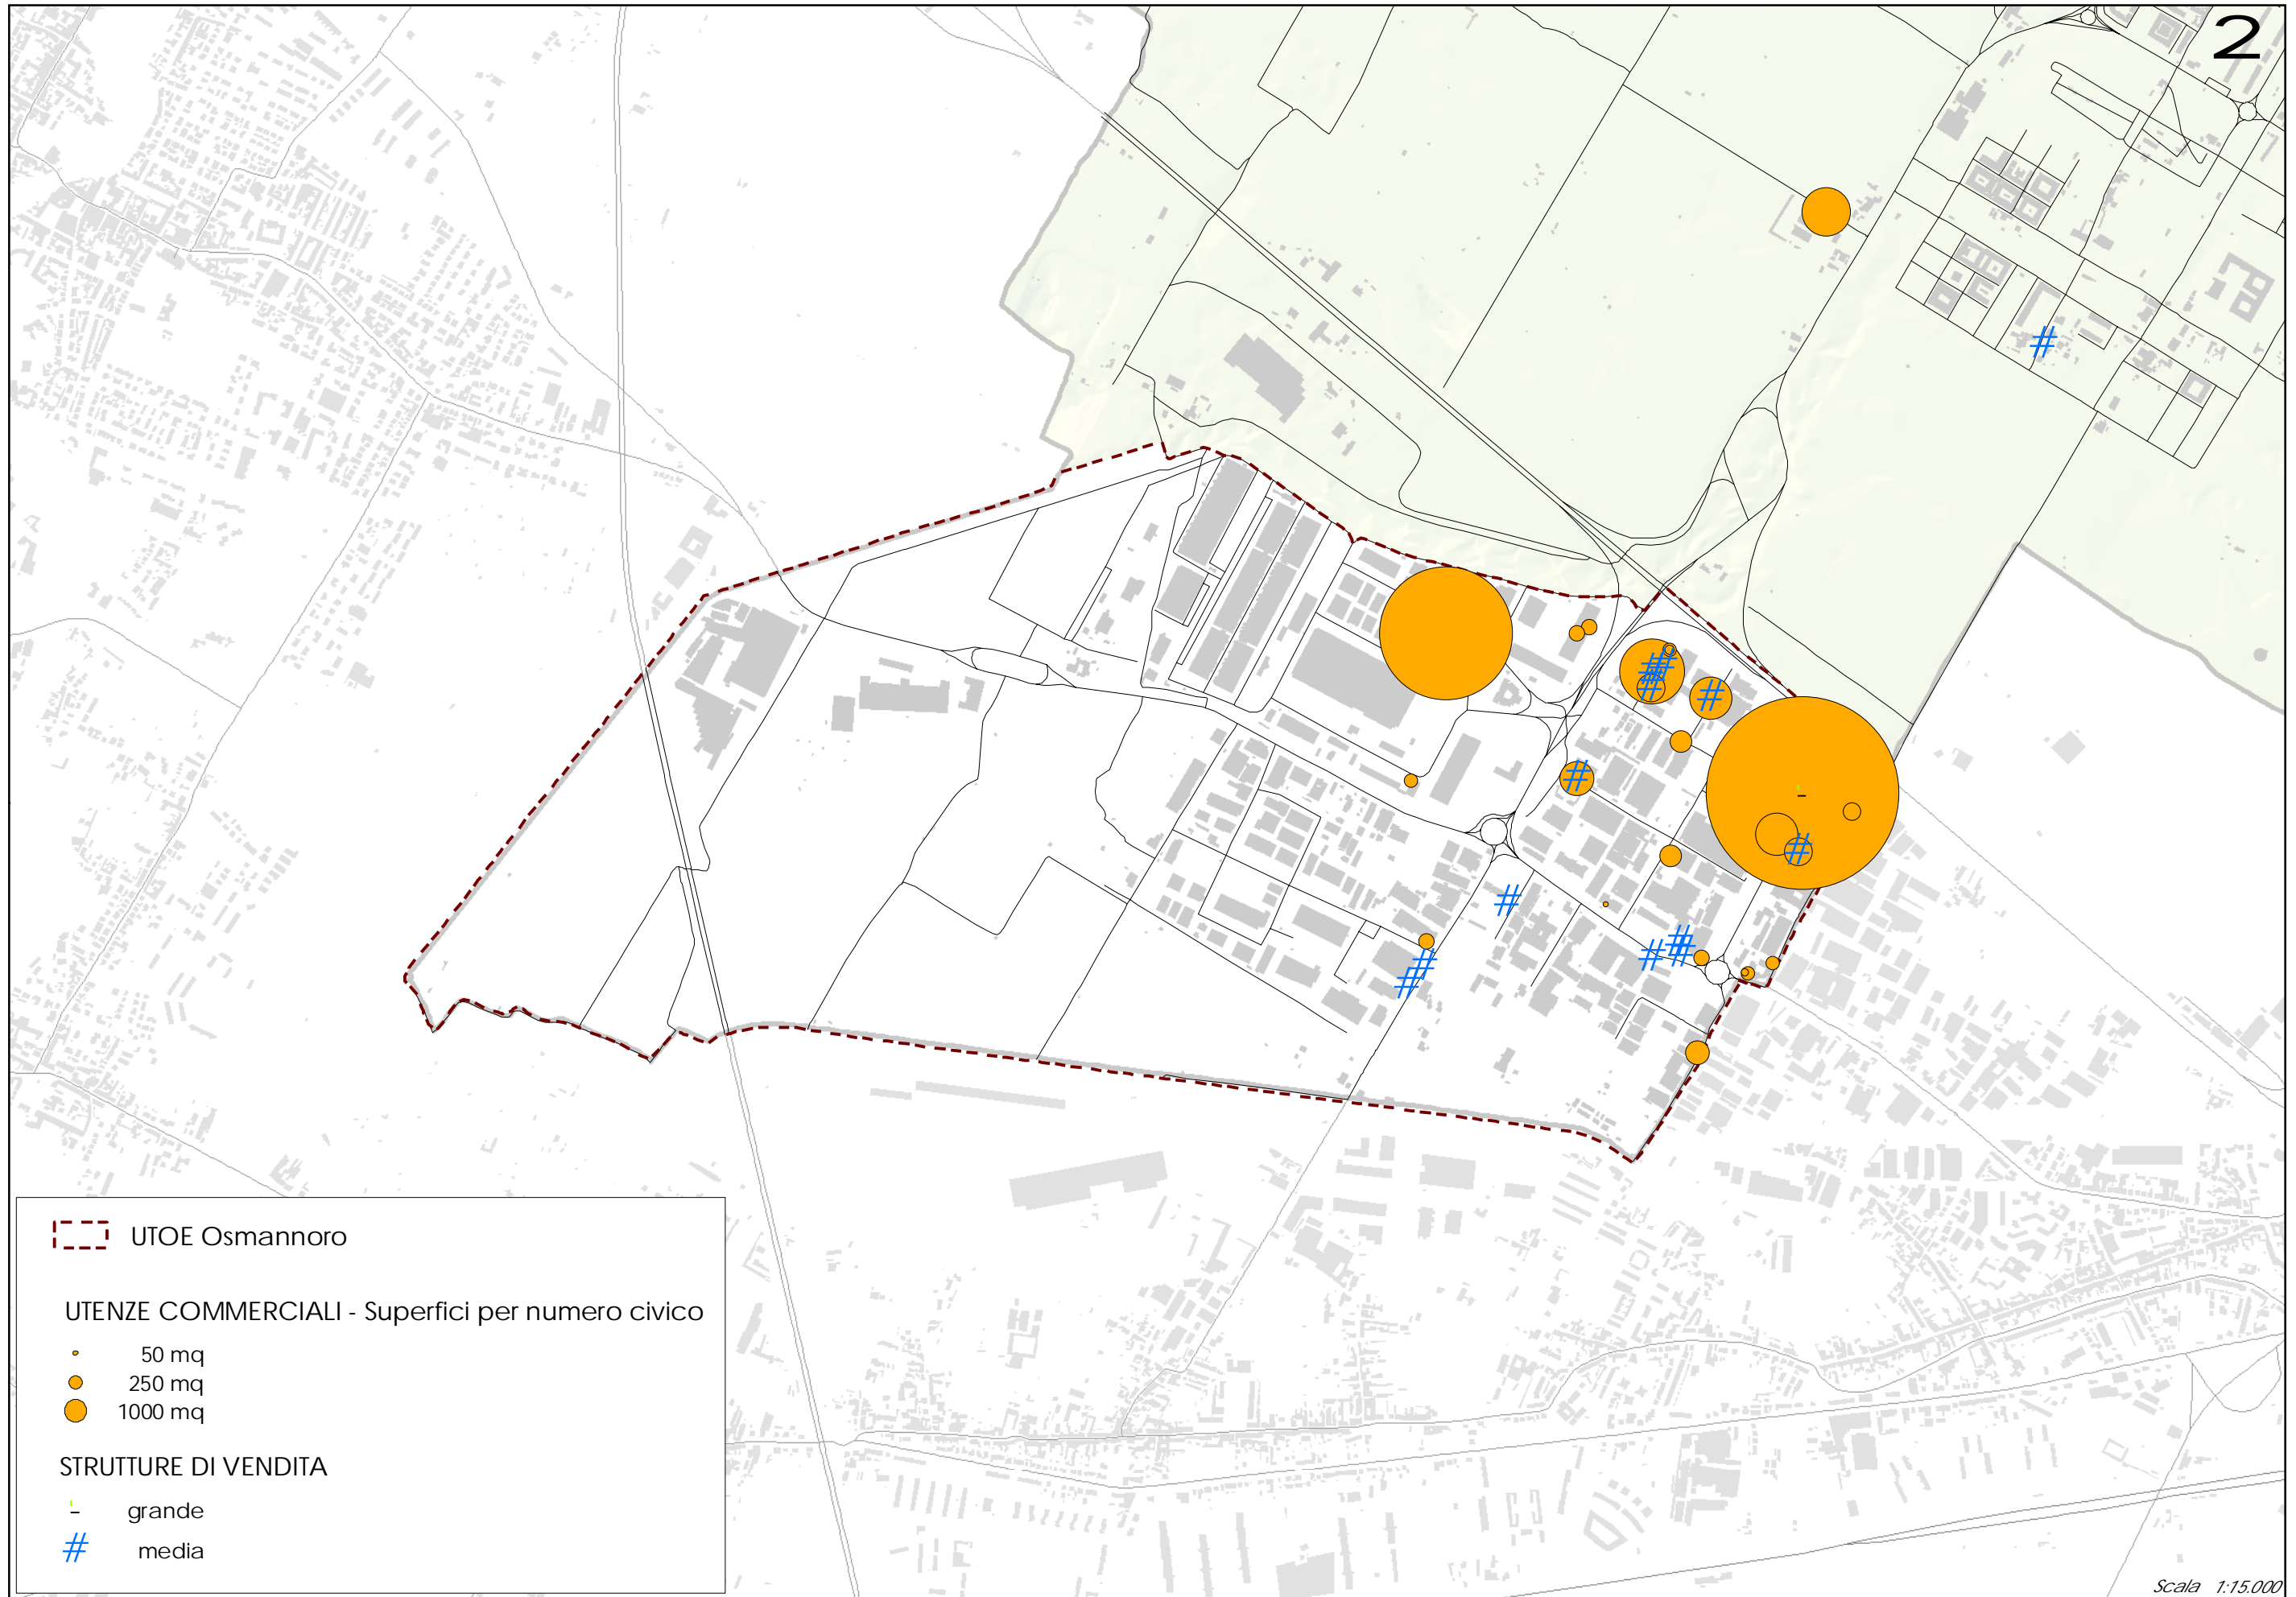 2
UTOE Osmannoro
UTENZE COMMERCIALI - Superfici per numero civico
50 mq
250 mq
1000 mq
STRUTTURE DI VENDITA
grande
# media
Scala 1:15.000